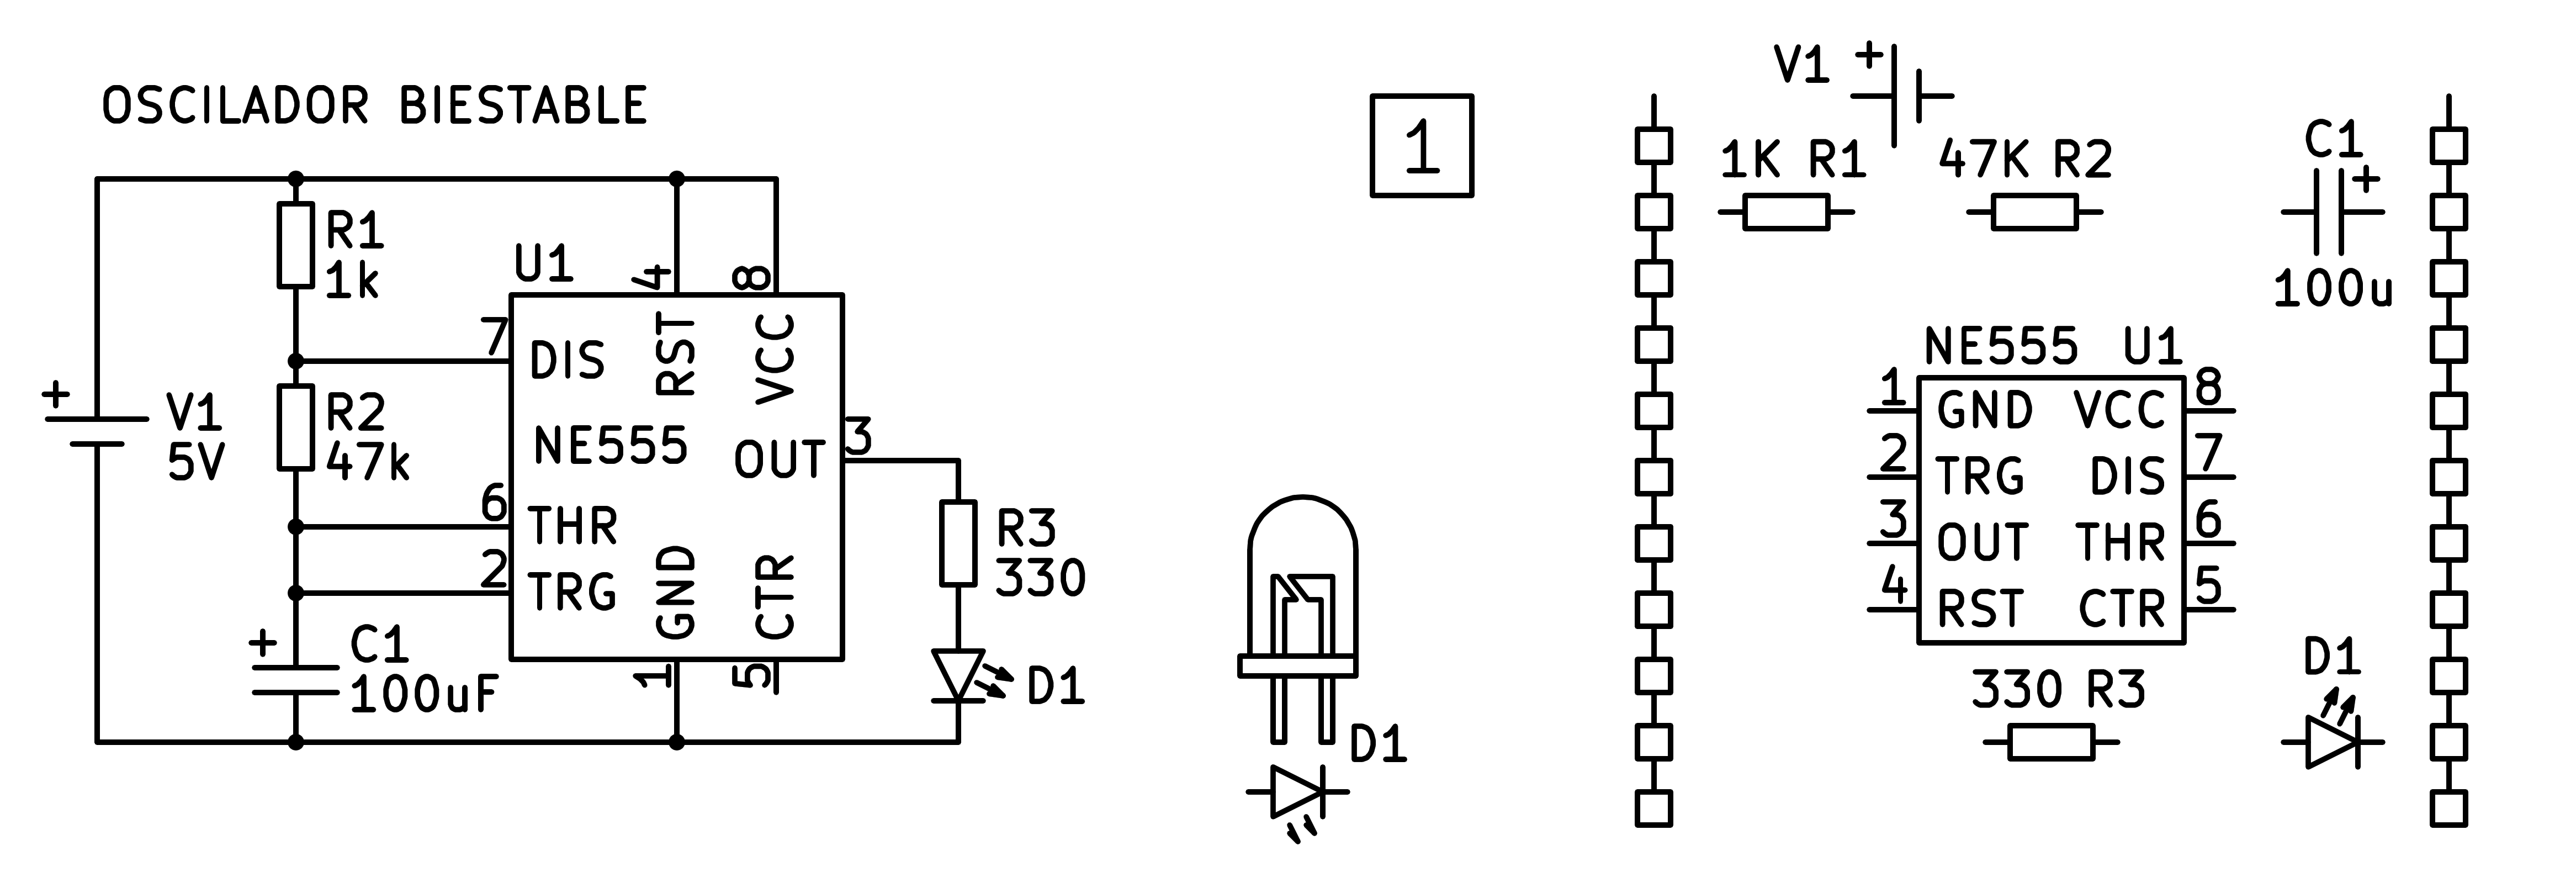 OSCILADOR BIESTABLE
R1
1k
R2
47k
+
V1
5V
+
C1
100uF
U1
4
8
7
DIS
RST
VCC
NE555
OUT
3
6
THR
2
TRG
GND
CTR
1
5
R3
330
D1
1
D1
V1
+
1K R1
47K R2
C1
+
100u
NE555 U1
1 GND VCC 8
2 TRG DIS 7
3 OUT THR 6
4 RST CTR 5
330 R3
D1